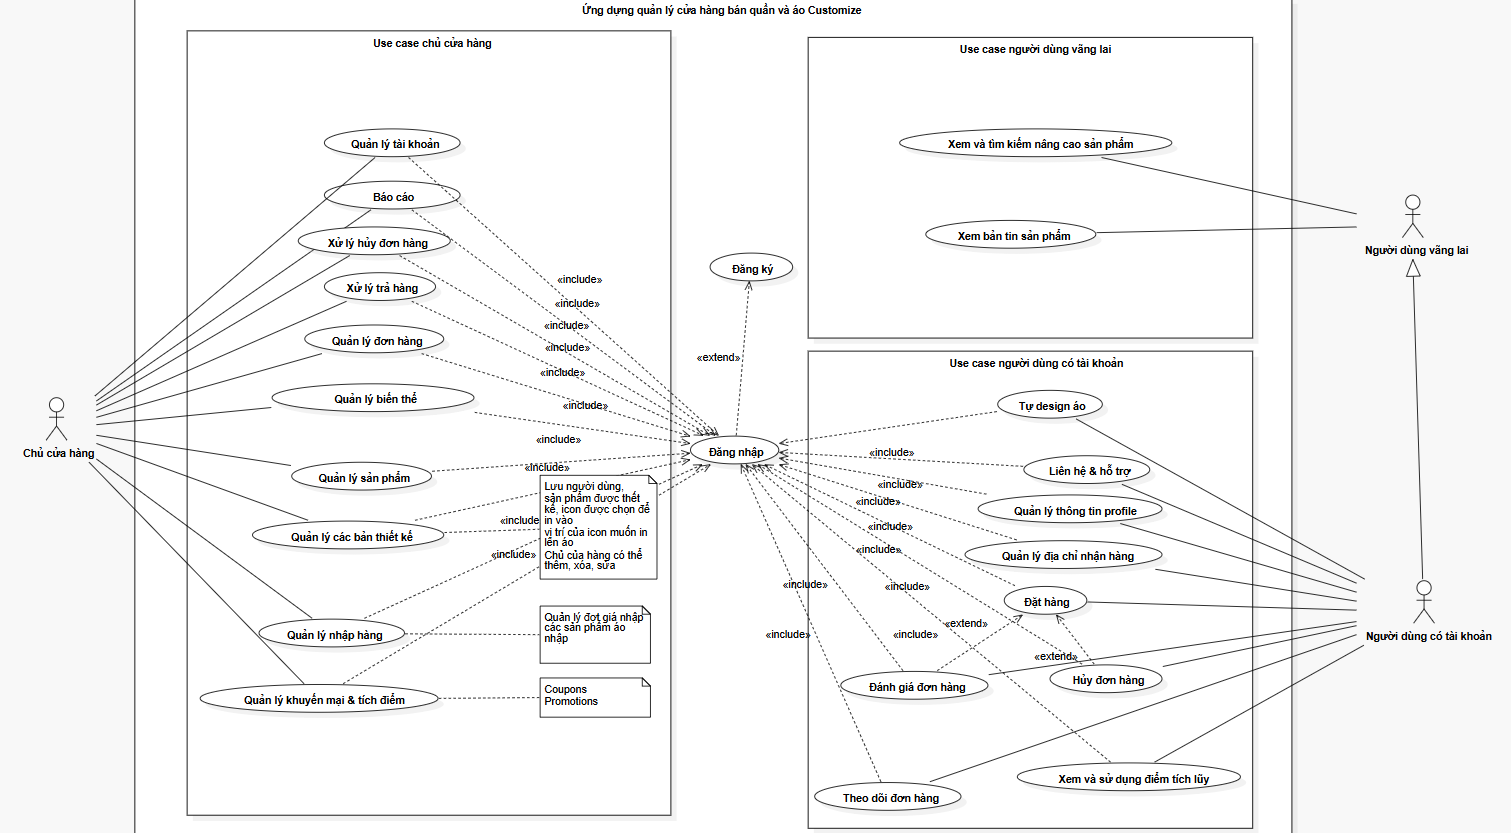 Ứng dụng quản lý cửa hàng bán quần và áo Customize
Use case chủ cửa hàng
Quản lý tài khoản
Báo cáo
Xử lý hủy đơn hàng
Xử lý trả hàng
Quản lý đơn hàng
Quản lý biến thể
Quản lý sản phẩm
Quản lý các bản thiết kế
Quản lý nhập hàng
Quản lý khuyến mại & tích điểm
Chủ cửa hàng
«include»
«include»
«include»
«include»
«include»
«include»
«include»
«include»
«include
«include»
Lưu người dùng,
sản phẩm được thết
kế, icon được chọn để
in vào
vị trí của icon muốn in
lên áo
Chủ của hàng có thể
thêm, xóa, sửa
Quản lý đợt giá nhập
các sản phẩm áo
nhập
Coupons
Promotions
Đăng ký
«extend»
Đăng nhập
Use case người dùng vãng lai
Xem và tìm kiếm nâng cao sản phẩm
Xem bản tin sản phẩm
Người dùng vãng lai
Use case người dùng có tài khoản
Tự design áo
Liên hệ & hỗ trợ
Quản lý thông tin profile
Quản lý địa chỉ nhận hàng
Đặt hàng
Đánh giá đơn hàng
Hủy đơn hàng
Xem và sử dụng điểm tích lũy
Theo dõi đơn hàng
«include»
«include»
«include»
«include»
«include»
«include»
«include»
«extend»
«include»
«include»
«extend»
Người dùng có tài khoản